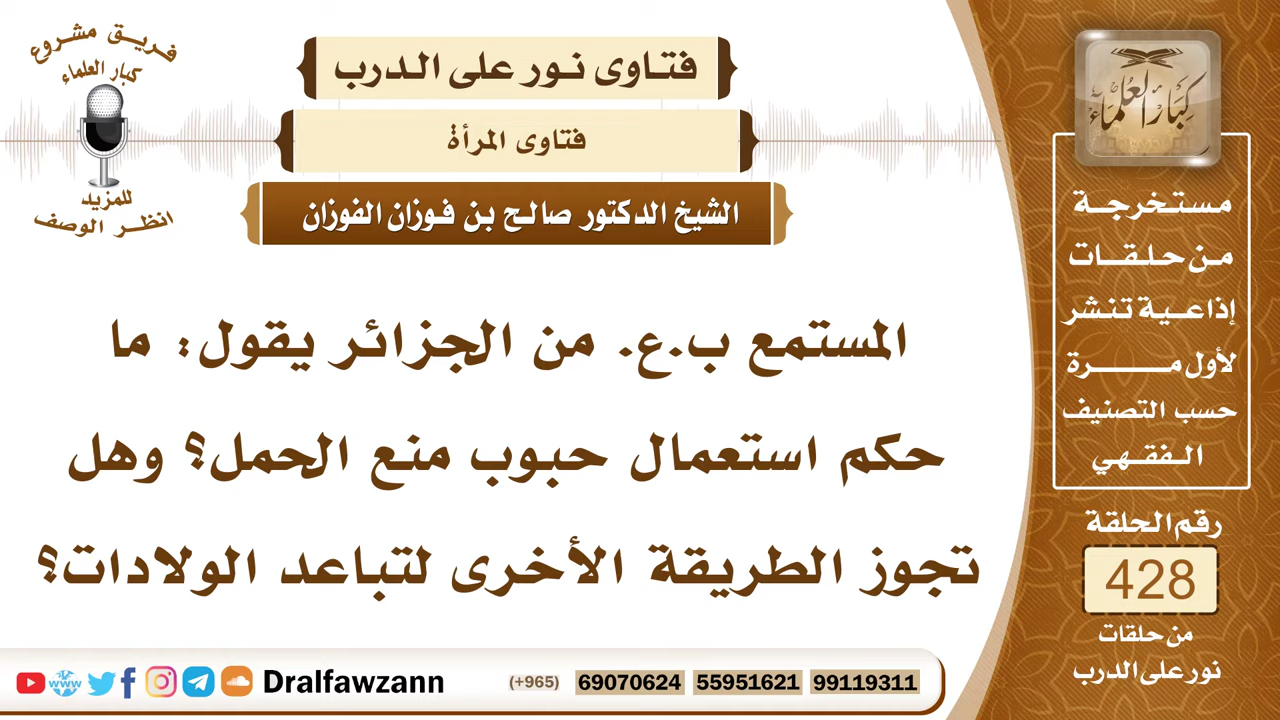 فريق مشروع
كبار العلماء
للمزيد
انظر الوصف
فتاوى نور على الدرب
فتاوى المرأة
الشيخ الدكتور صالح بن فوزان الفوزان
المستمع ب.ع. من الجزائر يقول: ما
حكم استعمال حبوب منع الحمل؟ وهل
تجوز الطريقة الأخرى لتباعد الولادات؟
كبار العلماء
مستخرجة
من حلقات
إذاعية تنشر
لأول مرة
حسب التصنيف
الفقهي
رقم الحلقة
428
من حلقات
نور على الدرب
www Dralfawzann (+965) 69070624 55951621 99119311